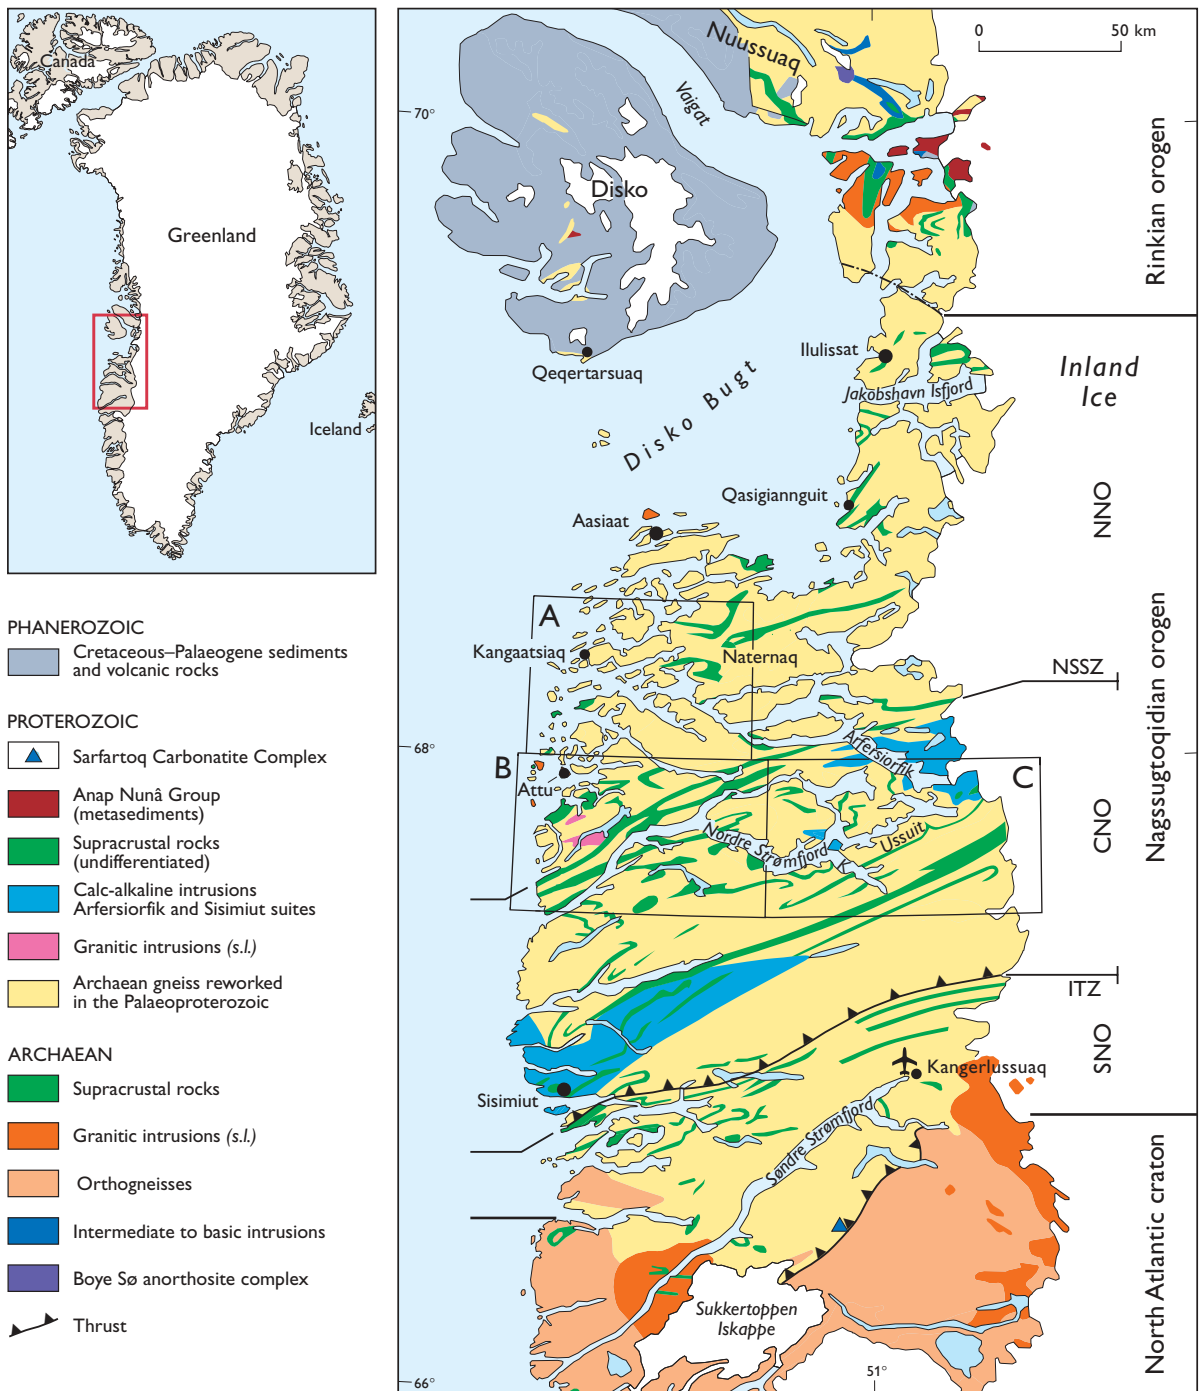 Canada
Greenland
Iceland
PHANEROZOIC
Cretaceous–Palaeogene sediments
and volcanic rocks
PROTEROZOIC
Sarfartoq Carbonatite Complex
Anap Nunâ Group
(metasediments)
Supracrustal rocks
(undifferentiated)
Calc-alkaline intrusions
Arfersiorfik and Sisimiut suites
Granitic intrusions (s.l.)
Archaean gneiss reworked
in the Palaeoproterozoic
ARCHAEAN
Supracrustal rocks
Granitic intrusions (s.l.)
Orthogneisses
Intermediate to basic intrusions
Boye Sø anorthosite complex
Thrust
0 50 km
Nuussuaq
Vaigat
70°
Disko
Rinkian orogen
Ilulissat
Qeqertarsuaq
Inland
Ice
Jakobshavn Isfjord
Disko Bugt
Qasigiannguit
Aasiaat
NNO
A
Kangaatsiaq
Naternaq
NSSZ
Nagssugtoqidian orogen
68°
Arfersiorfik
B
C
Attu
Nordre Strømfjord
Ussuit
K
CNO
ITZ
SNO
Kangerlussuaq
Sisimiut
Søndre Strømfjord
North Atlantic craton
Sukkertoppen
Iskappe
66°
51°